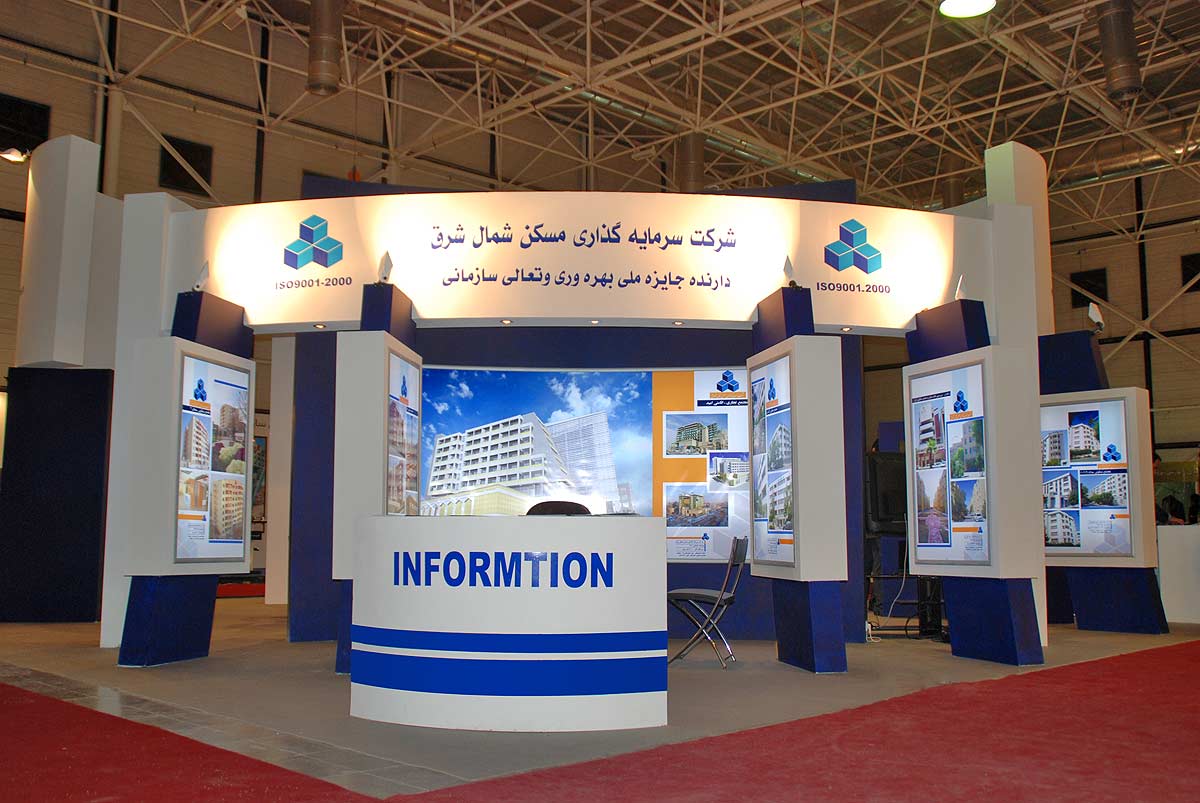 شرکت سرمایه گذاری مسکن شمال شرق
دارنده جایزه ملی بهره وری وتعالی سازمانی
ISO9001-2000
ISO9001.2000
INFORMTION